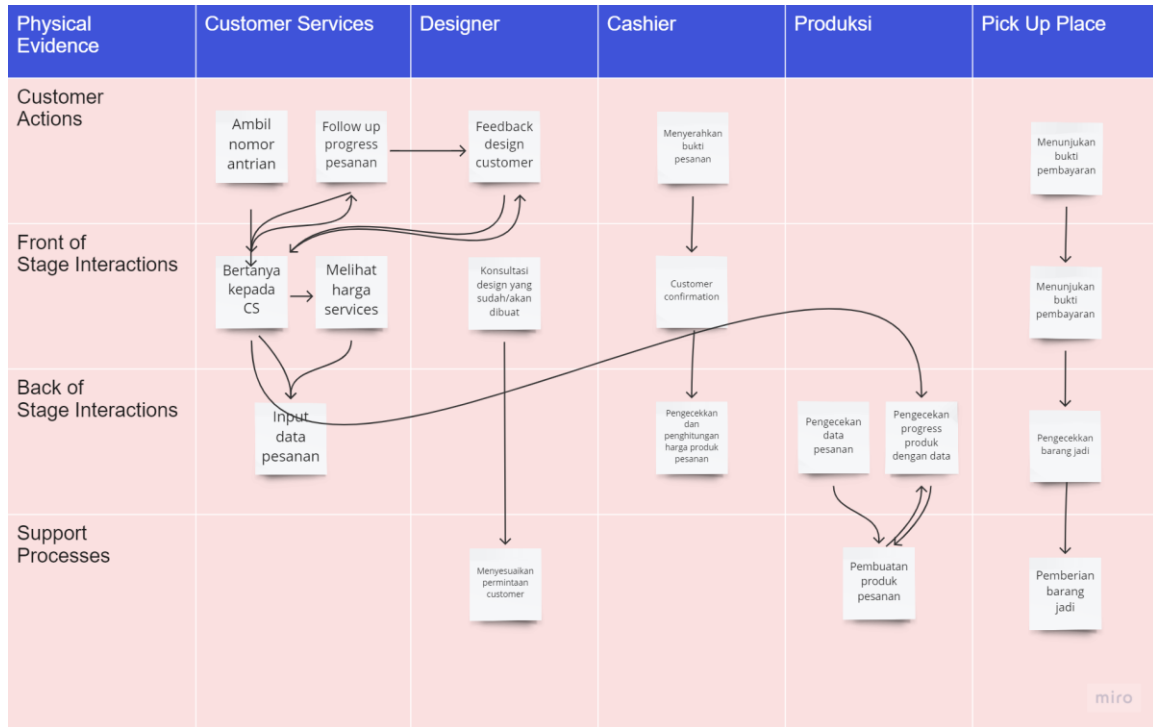 Physical
Evidence
Customer Services
Designer
Cashier
Produksi
Pick Up Place
Customer
Actions
Ambil
nomor
antrian
Follow up
progress
pesanan
Feedback
design
customer
Menyerahkan
bukti
pesanan
Menunjukan
bukti
pembayaran
Front of
Stage Interactions
Bertanya
kepada
CS
Melihat
harga
services
Konsultasi
design yang
sudah/akan
dibuat
Customer
confirmation
Menunjukan
bukti
pembayaran
Back of
Stage Interactions
Input
data
pesanan
Pengecekkan
dan
penghitungan
harga produk
pesanan
Pengecekan
data
pesanan
Pengecekan
progress
produk
dengan data
Pengecekkan
barang jadi
Support
Processes
Menyesuaikan
permintaan
customer
Pembuatan
produk
pesanan
Pemberian
barang
jadi
miro